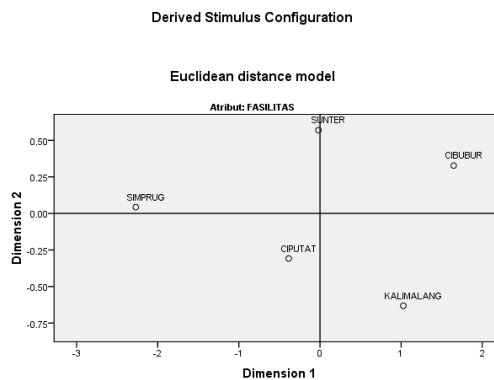 Derived Stimulus Configuration
Euclidean distance model
Atribut: FASILITAS
SUNTER
0.50
CIBUBUR
0.25
SIMPRUG
0.00
Dimension 2
CIPUTAT
-0.25
-0.50
KALIMALANG
-0.75
-3 -2 -1 0 1 2
Dimension 1